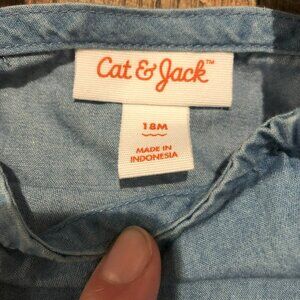 Cat & Jack™
18M
MADE IN
INDONESIA